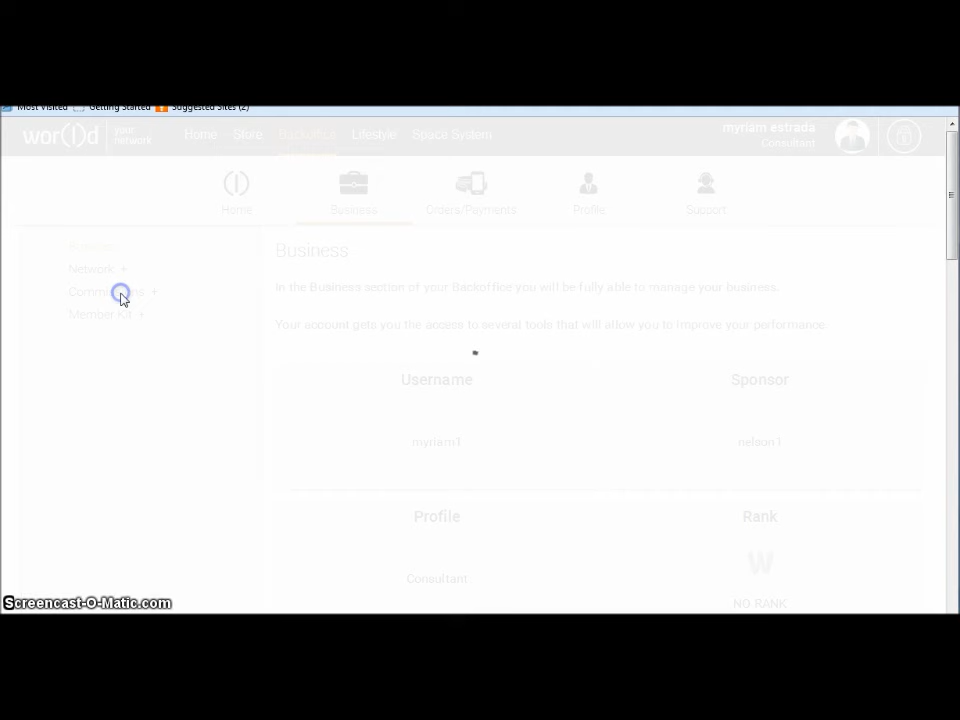 Most Visited Getting Started Suggested Sites (2)
wor(l)d your network Home Store Backoffice Lifestyle Space System myriam estrada Consultant
Home Business Orders/Payments Profile Support
Business
Network +
Commissions +
Member Kit +
Business
In the Business section of your Backoffice you will be fully able to manage your business.
Your account gets you the access to several tools that will allow you to improve your performance.
Username Sponsor
myriam1 nelson1
Profile Rank
Consultant W
NO RANK
Screencast-O-Matic.com